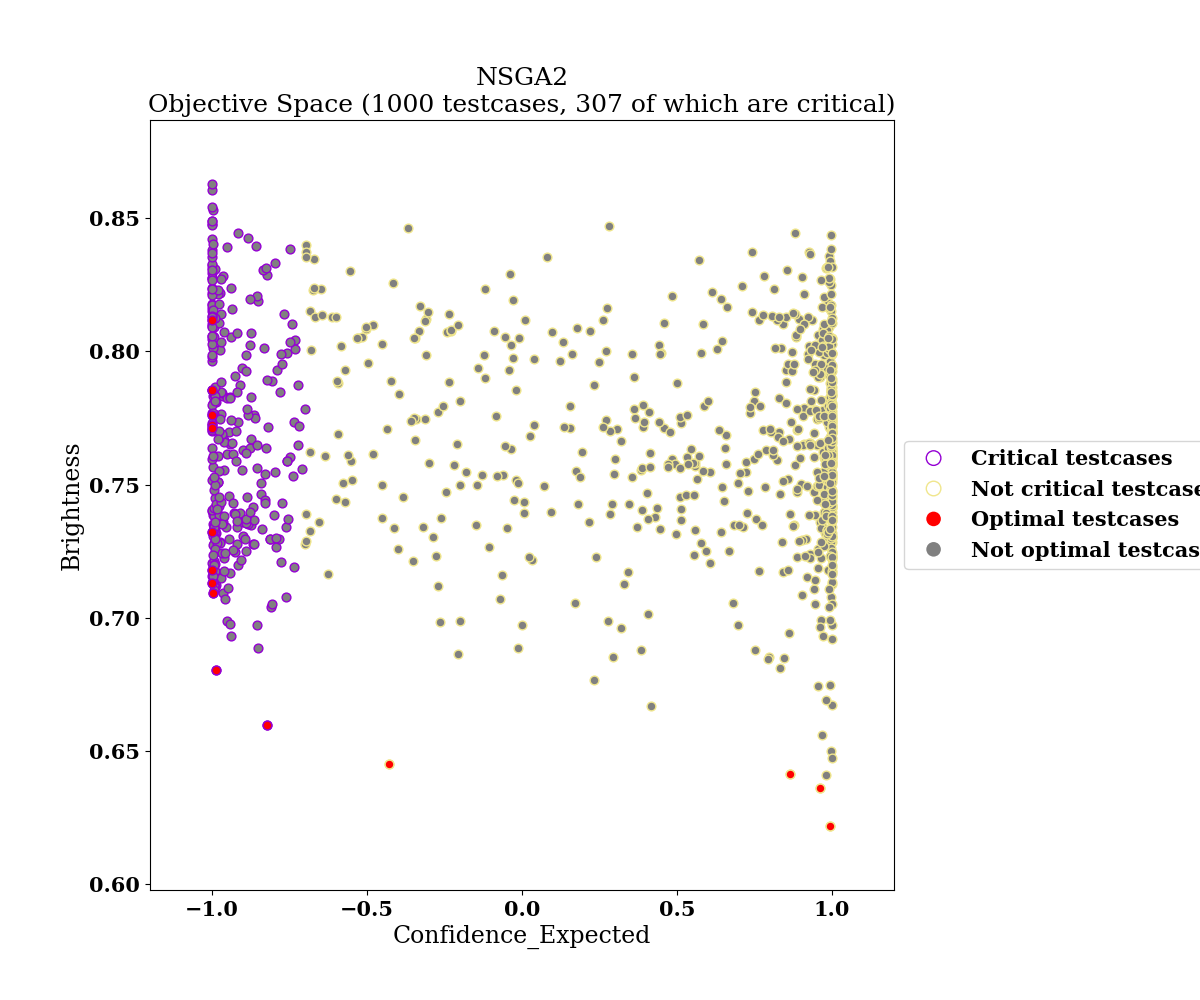 NSGA2
Objective Space (1000 testcases, 307 of which are critical)
0.85
0.80
0.75
0.70
0.65
0.60
Brightness
−1.0 −0.5 0.0 0.5 1.0
Confidence_Expected
Critical testcases
Not critical testcase
Optimal testcases
Not optimal testcas